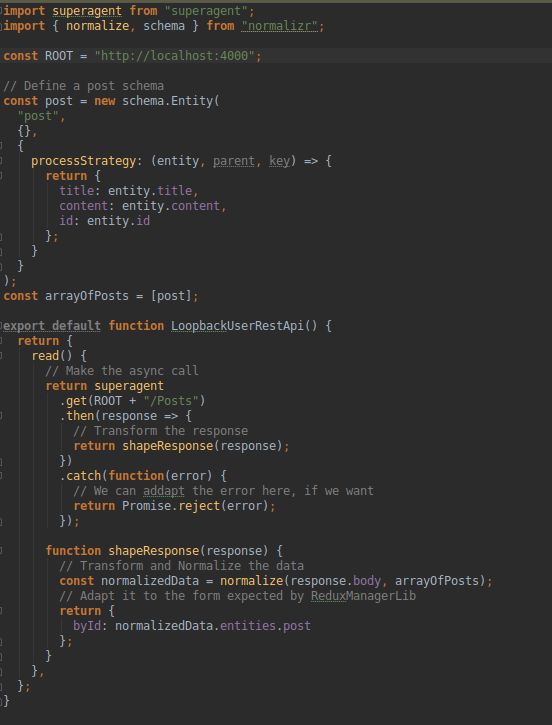 import superagent from "superagent";
import { normalize, schema } from "normalizr";
const ROOT = "http://localhost:4000";
// Define a post schema
const post = new schema.Entity(
"post",
{},
{
processStrategy: (entity, parent, key) => {
return {
title: entity.title,
content: entity.content,
id: entity.id
};
}
}
);
const arrayOfPosts = [post];
export default function LoopbackUserRestApi() {
return {
read() {
// Make the async call
return superagent
.get(ROOT + "/Posts")
.then(response => {
// Transform the response
return shapeResponse(response);
})
.catch(function(error) {
// We can addapt the error here, if we want
return Promise.reject(error);
});
function shapeResponse(response) {
// Transform and Normalize the data
const normalizedData = normalize(response.body, arrayOfPosts);
// Adapt it to the form expected by ReduxManagerLib
return {
byId: normalizedData.entities.post
};
}
},
};
}